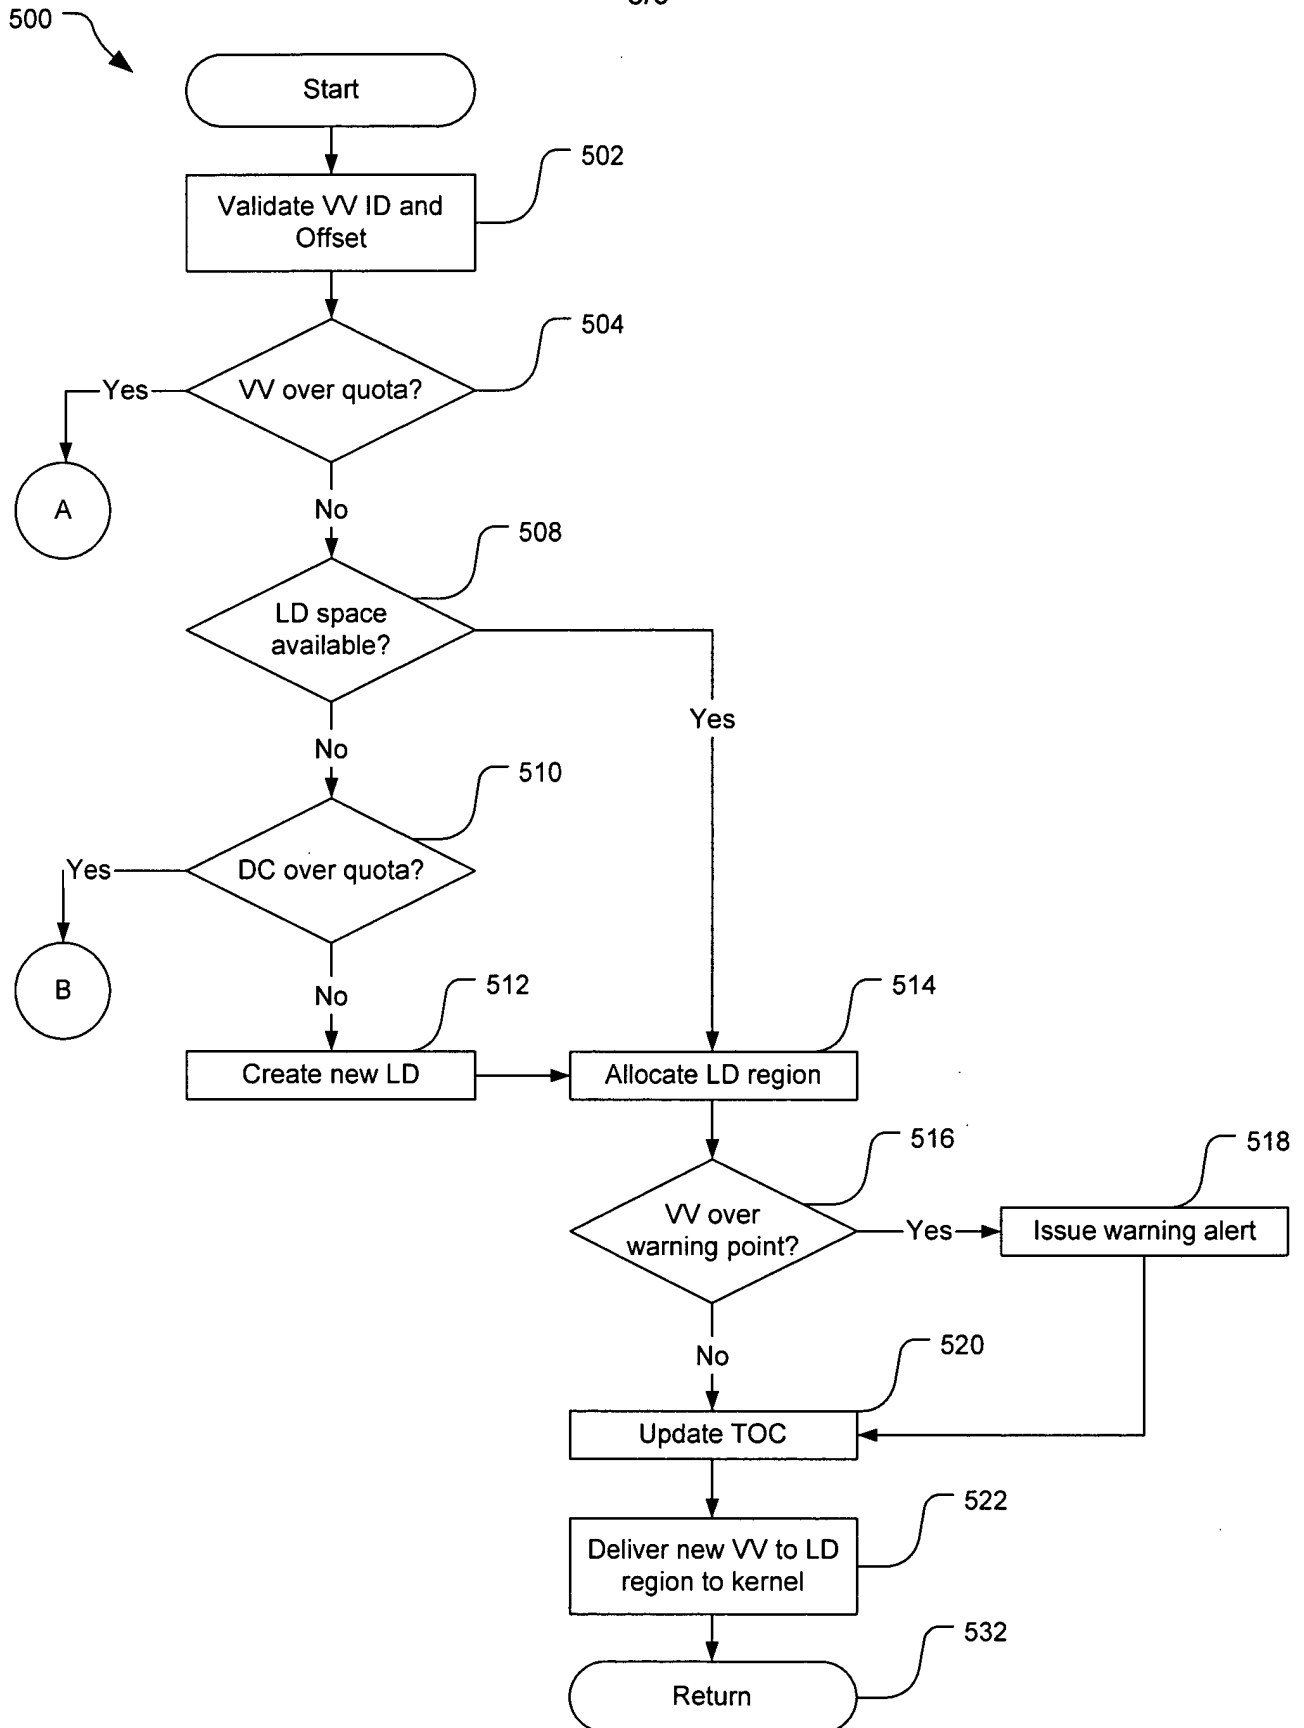 500
Start
502
Validate VV ID and
Offset
504
VV over quota?
Yes
A
No
508
LD space
available?
Yes
No
510
DC over quota?
Yes
B
No
512
514
Create new LD
Allocate LD region
516
518
VV over
warning point?
Yes
Issue warning alert
No
520
Update TOC
522
Deliver new VV to LD
region to kernel
532
Return